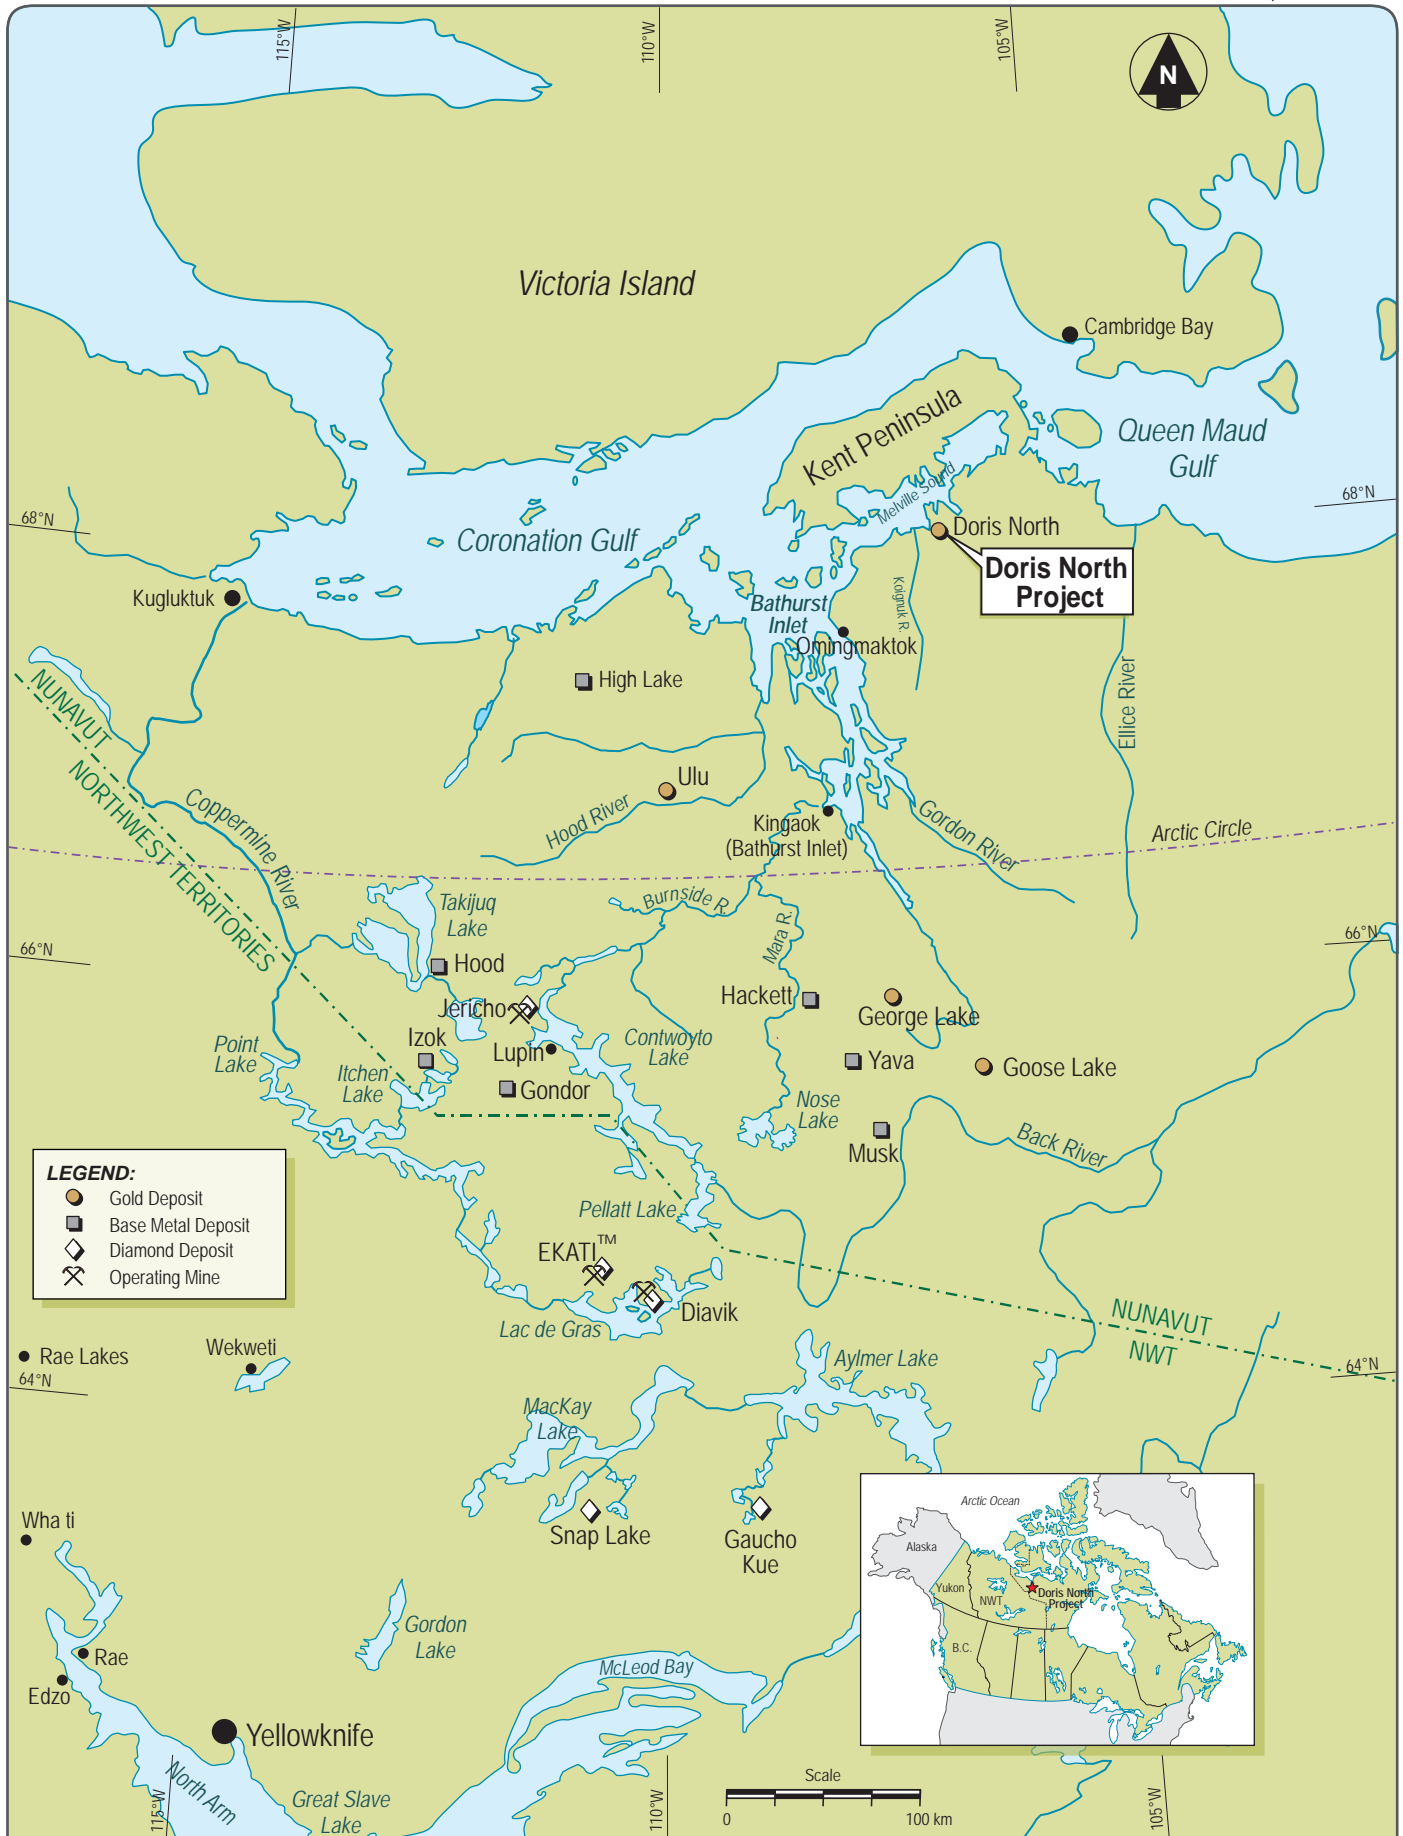 115°W
110°W
105°W
N
Victoria Island
Cambridge Bay
Kent Peninsula
Queen Maud
Gulf
Melville Sound
68°N
68°N
Coronation Gulf
Doris North
Doris North
Project
Kugluktuk
Bathurst
Inlet
Koignuk R.
Omingmaktok
High Lake
Ellice River
NUNAVUT
NORTHWEST TERRITORIES
Ulu
Coppermine River
Hood River
Kingaok
(Bathurst Inlet)
Gordon River
Arctic Circle
Takijuq
Lake
Burnside R.
Mara R.
66°N
66°N
Hood
Hackett
George Lake
Jericho
Izok
Lupin
Contwoyto
Lake
Point
Lake
Itchen
Lake
Gondor
Yava
Goose Lake
Nose
Lake
Musk
Back River
LEGEND:
Gold Deposit
Base Metal Deposit
Diamond Deposit
Operating Mine
Pellatt Lake
EKATI™
Diavik
Lac de Gras
NUNAVUT
NWT
Rae Lakes
Wekweti
Aylmer Lake
64°N
64°N
MacKay
Lake
Snap Lake
Gaucho
Kue
Wha ti
Arctic Ocean
Alaska
Yukon
NWT
Doris North
Project
B.C.
Gordon
Lake
Rae
Edzo
McLeod Bay
Yellowknife
North Arm
Great Slave
Lake
115°W
110°W
105°W
Scale
0
100 km